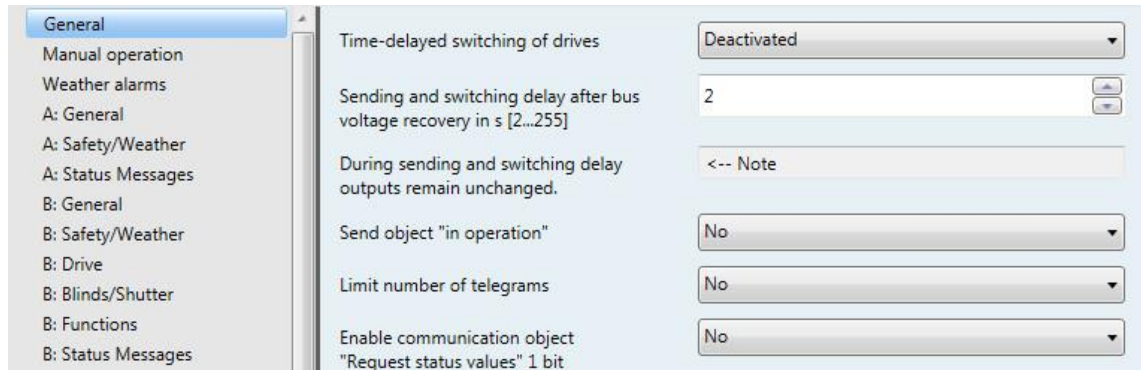 General
Manual operation
Weather alarms
A: General
A: Safety/Weather
A: Status Messages
B: General
B: Safety/Weather
B: Drive
B: Blinds/Shutter
B: Functions
B: Status Messages
Time-delayed switching of drives
Deactivated
Sending and switching delay after bus
voltage recovery in s [2...255]
2
During sending and switching delay
outputs remain unchanged.
<-- Note
Send object "in operation"
No
Limit number of telegrams
No
Enable communication object
"Request status values" 1 bit
No